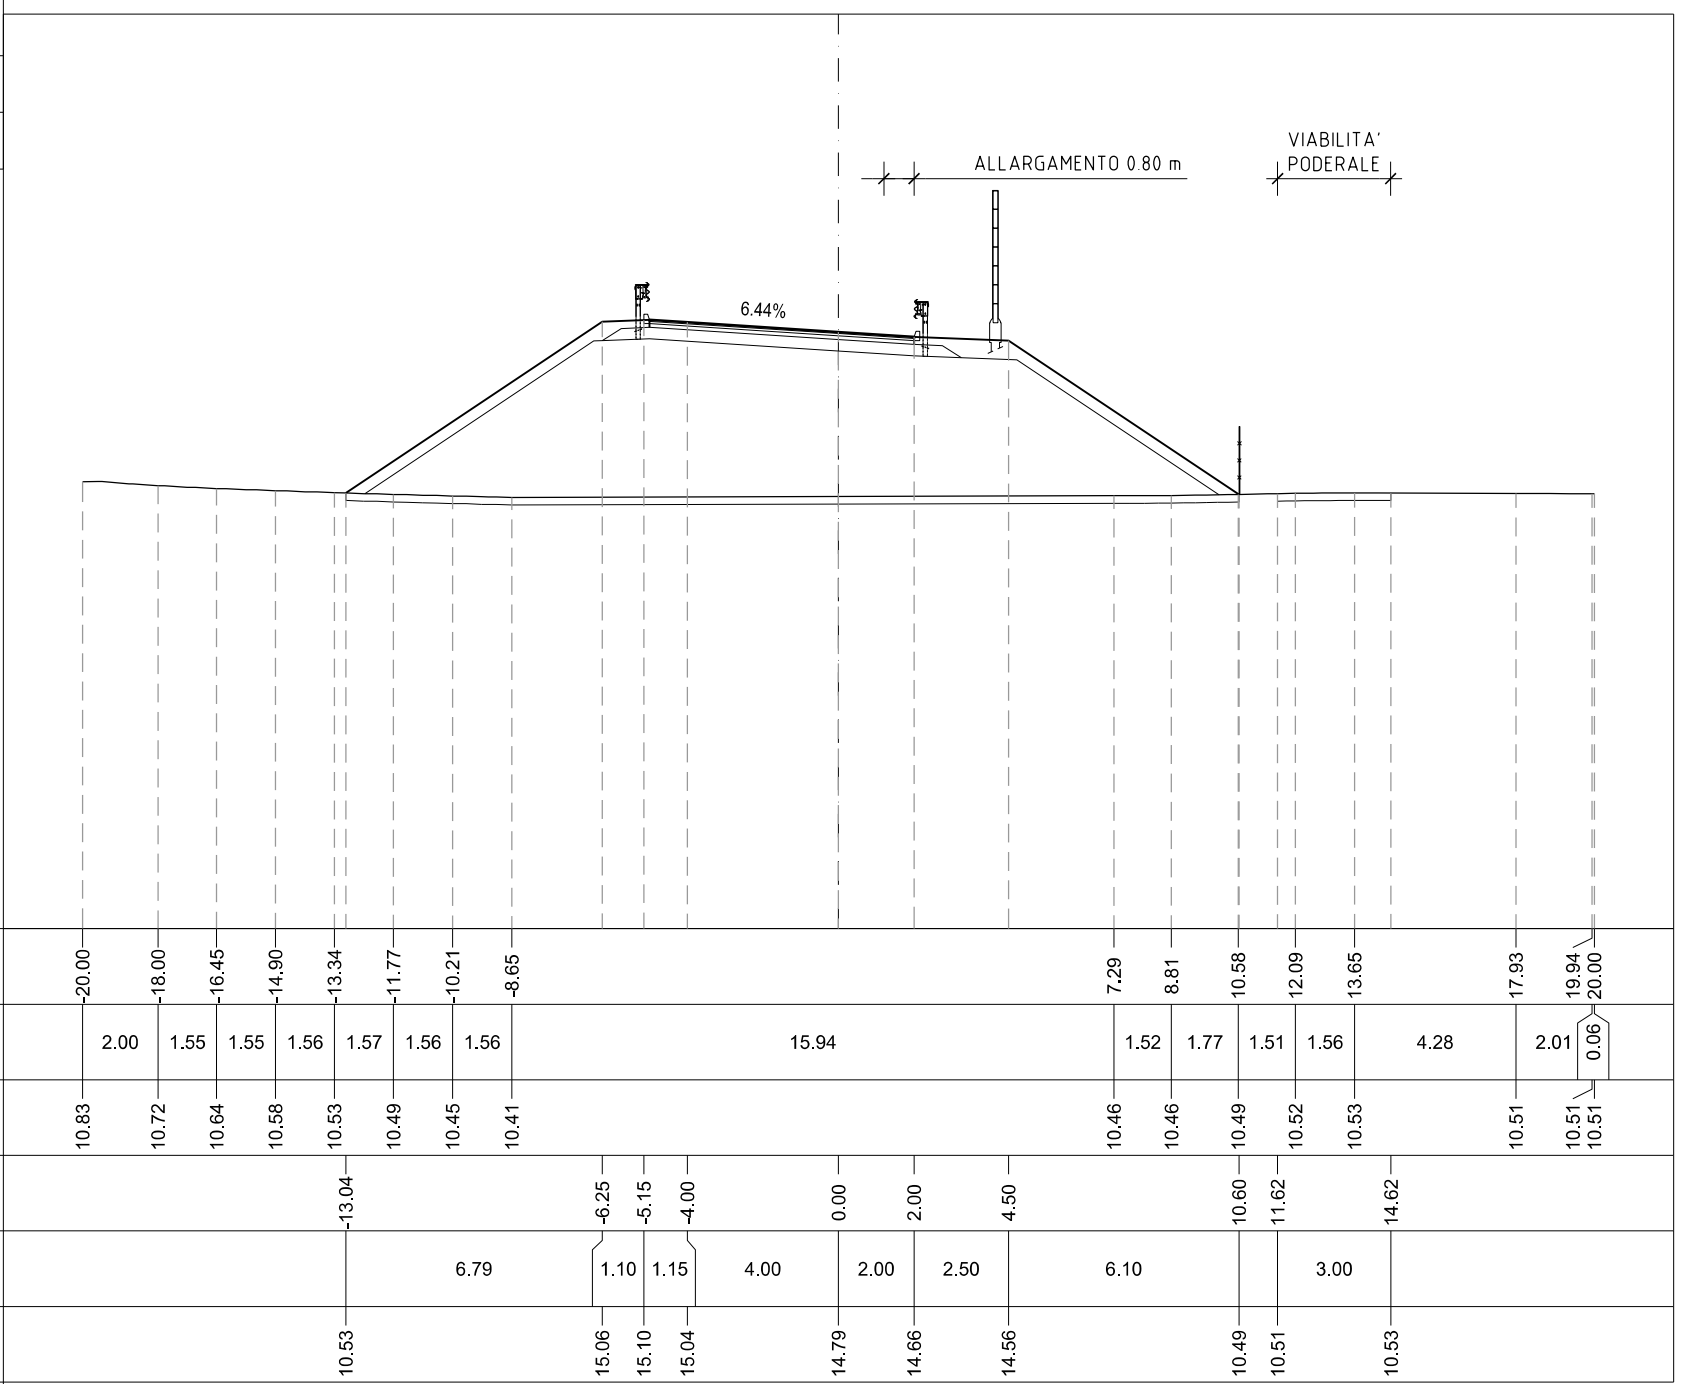 VIABILITA'
PODERALE
ALLARGAMENTO 0.80 m
6.44%
-20.00 -18.00 -16.45 -14.90 -13.34 -11.77 -10.21 -8.65 7.29 8.81 10.58 12.09 13.65 17.93 19.94 20.00
2.00 1.55 1.55 1.56 1.57 1.56 1.56 15.94 1.52 1.77 1.51 1.56 4.28 2.01 0.06
10.83 10.72 10.64 10.58 10.53 10.49 10.45 10.41 10.46 10.46 10.49 10.52 10.53 10.51 10.51 10.51
-13.04 -6.25 -5.15 -4.00 0.00 2.00 4.50 10.60 11.62 14.62
6.79 1.10 1.15 4.00 2.00 2.50 6.10 3.00
10.53 15.06 15.10 15.04 14.79 14.66 14.56 10.49 10.51 10.53